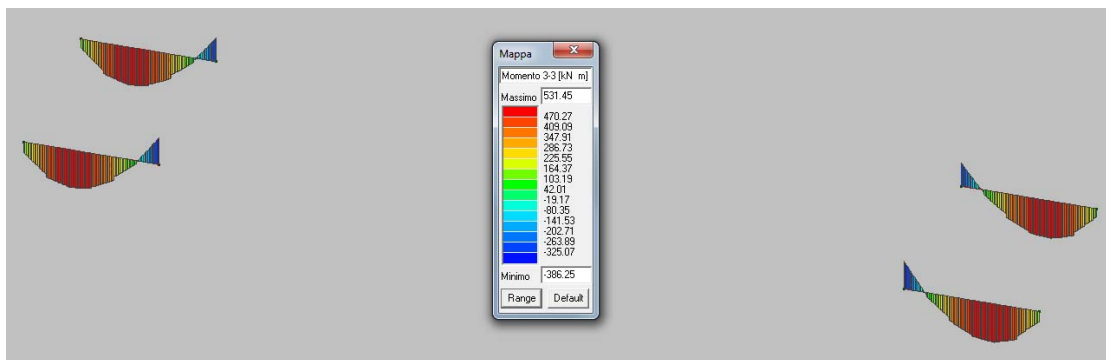 Mappa
Momento 3-3 [kN m]
Massimo 531.45
470.27
409.09
347.91
286.73
225.55
164.37
103.19
42.01
-19.17
-80.35
-141.53
-202.71
-263.89
-325.07
Minimo -386.25
Range Default